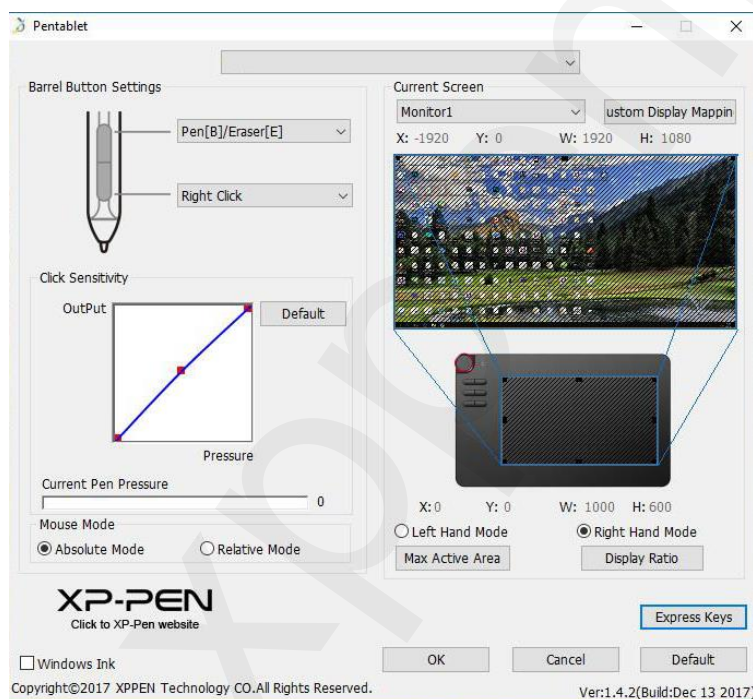 Pentablet
Barrel Button Settings
Pen[B]/Eraser[E]
Right Click
Click Sensitivity
OutPut
Default
Pressure
Current Pen Pressure
0
Mouse Mode
Absolute Mode Relative Mode
Current Screen
Monitor1 ustom Display Mappin
X: -1920 Y: 0 W: 1920 H: 1080
X: 0 Y: 0 W: 1000 H: 600
Left Hand Mode Right Hand Mode
Max Active Area Display Ratio
XP-PEN
Click to XP-Pen website
Express Keys
Windows Ink
OK Cancel Default
Copyright©2017 XPPEN Technology CO.All Rights Reserved.
Ver:1.4.2(Build:Dec 13 2017)